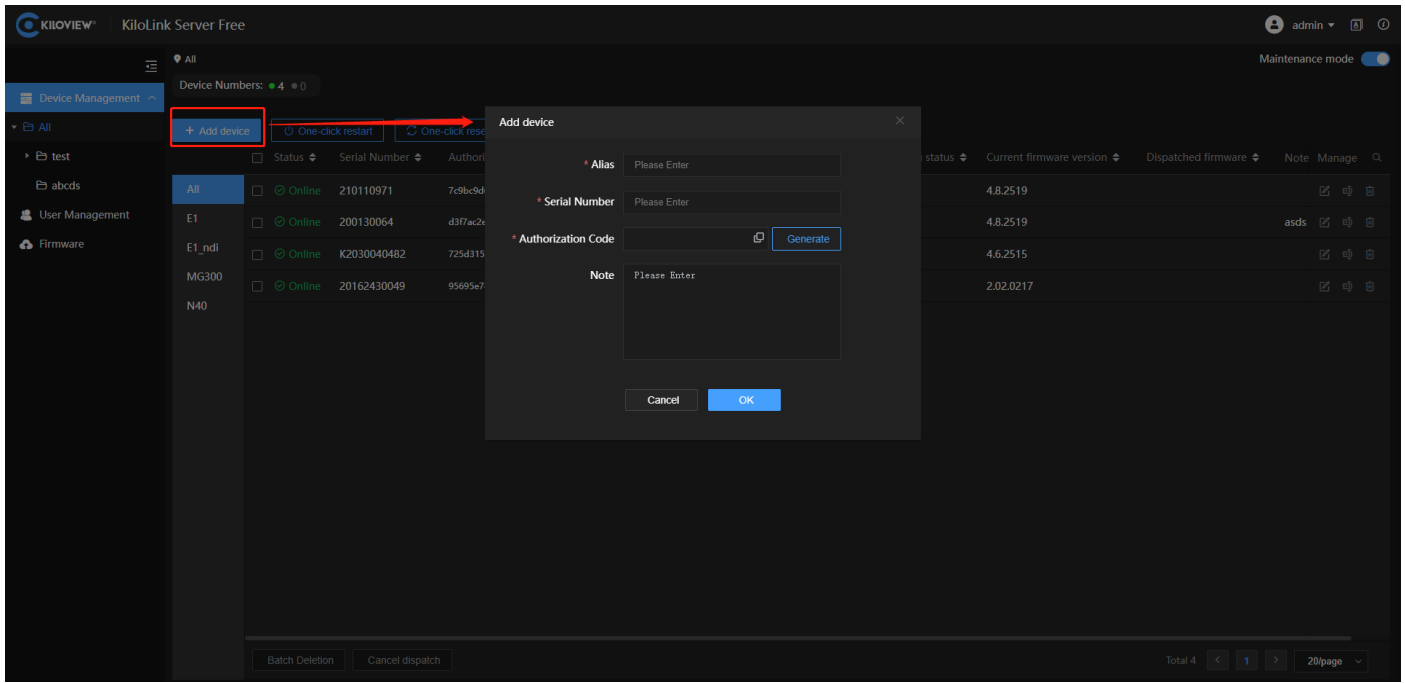 KILOVIEW® KiloLink Server Free admin
All Maintenance mode
Device Numbers: 4 0
Device Management
All
test
abcds
User Management
Firmware
+ Add device One-click restart One-click rese
Status Serial Number Authori status Current firmware version Dispatched firmware Note Manage
All
E1
E1_ndi
MG300
N40
Online 210110971 7c9bc9d 4.8.2519
Online 200130064 d3f7ac2e 4.8.2519 asds
Online K2030040482 725d315 4.6.2515
Online 20162430049 95695e7 2.02.0217
Add device
* Alias Please Enter
* Serial Number Please Enter
* Authorization Code Generate
Note Please Enter
Cancel OK
Batch Deletion Cancel dispatch Total 4 1 20/page